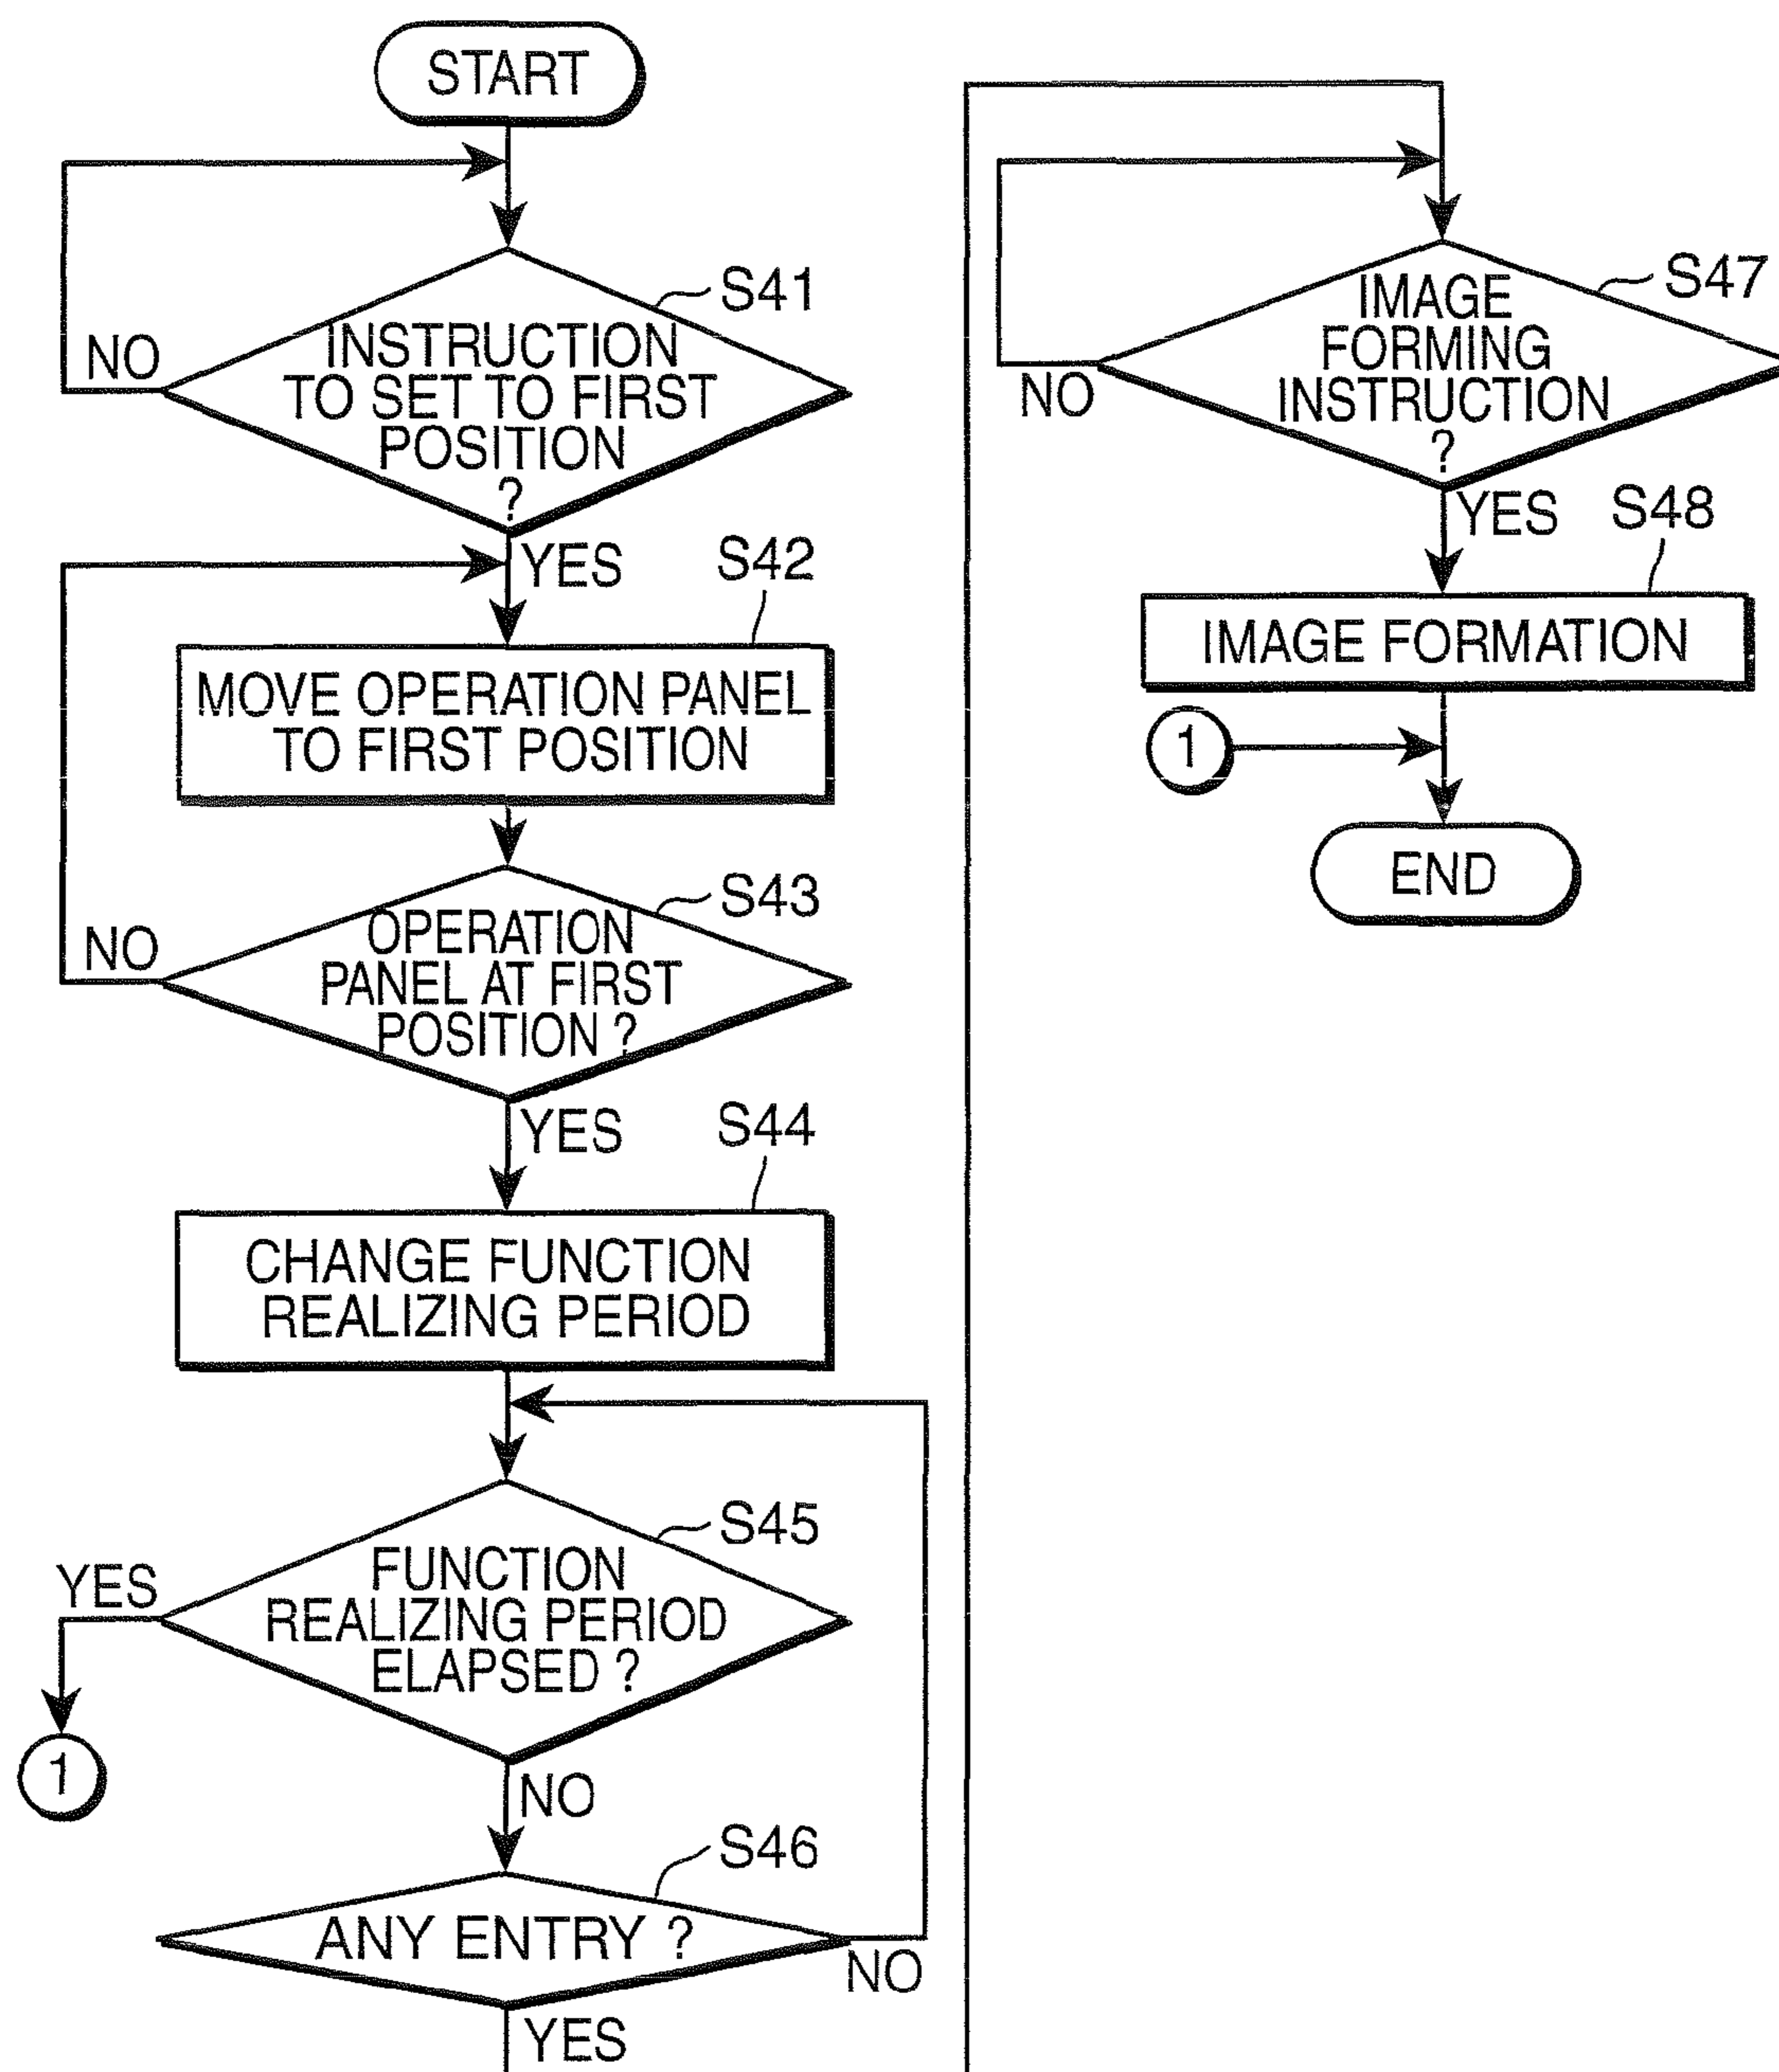 START
S41
INSTRUCTION
TO SET TO FIRST
POSITION
?
NO
YES
S42
MOVE OPERATION PANEL
TO FIRST POSITION
S43
OPERATION
PANEL AT FIRST
POSITION ?
NO
YES
S44
CHANGE FUNCTION
REALIZING PERIOD
S45
FUNCTION
REALIZING PERIOD
ELAPSED ?
YES
1
NO
S46
ANY ENTRY ?
NO
YES
S47
IMAGE
FORMING
INSTRUCTION
?
NO
YES
S48
IMAGE FORMATION
1
END